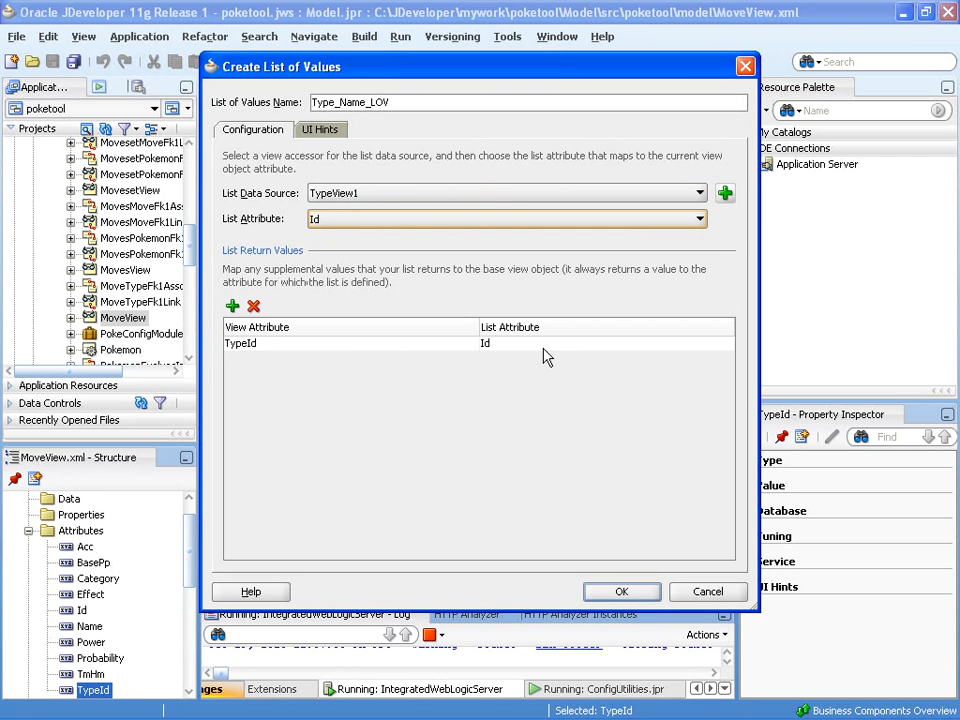 Oracle JDeveloper 11g Release 1 - poketool.jws : Model.jpr : C:\JDeveloper\mywork\poketool\Model\src\poketool\model\MoveView.xml
File Edit View Application Refactor Search Navigate Build Run Versioning Tools Window Help
Search
Applicat...
poketool
Projects
MovesetMoveFk1L
MovesetPokemonF
MovesetPokemonF
MovesetView
MovesMoveFk1Ass
MovesMoveFk1Link
MovesPokemonFk1
MovesPokemonFk1
MovesView
MoveTypeFk1Asso
MoveTypeFk1Link
MoveView
PokeConfigModule
Pokemon
Application Resources
Data Controls
Recently Opened Files
MoveView.xml - Structure
Data
Properties
Attributes
Acc
BasePp
Category
Effect
Id
Name
Power
Probability
TmHm
TypeId
Create List of Values
List of Values Name: Type_Name_LOV
Configuration UI Hints
Select a view accessor for the list data source, and then choose the list attribute that maps to the current view
object attribute.
List Data Source: TypeView1
List Attribute: Id
List Return Values
Map any supplemental values that your list returns to the base view object (it always returns a value to the
attribute for which the list is defined).
View Attribute List Attribute
TypeId Id
Help OK Cancel
Running: IntegratedWebLogicServer - Log HTTP Analyzer HTTP Analyzer Instances
Actions
ages Extensions Running: IntegratedWebLogicServer Running: ConfigUtilities.jpr
esource Palette
Name
My Catalogs
DE Connections
Application Server
TypeId - Property Inspector
Find
Type
Value
Database
Tuning
Service
UI Hints
Selected: TypeId Business Components Overview